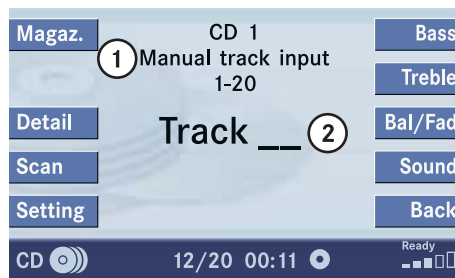 Magaz.
CD 1
Bass
1
Manual track input
1-20
Treble
Detail
Track __
2
Bal/Fad
Scan
Sound
Setting
Back
CD
12/20 00:11
Ready